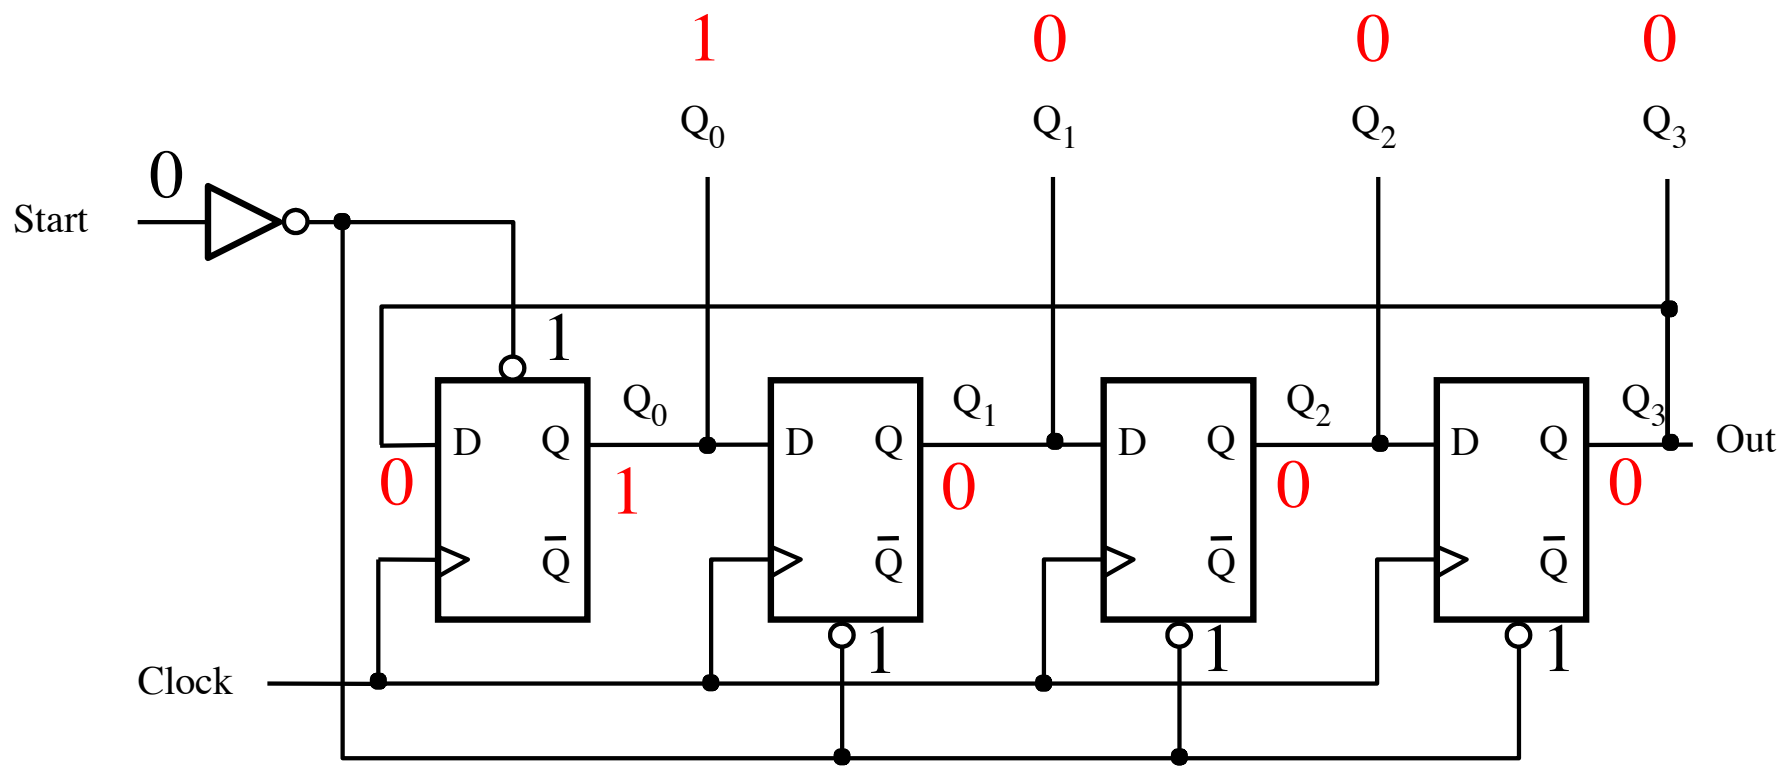 1 0 0 0
Q0 Q1 Q2 Q3
0
Start
1
Q0 Q1 Q2 Q3
D Q D Q D Q D Q Out
0 1 0 0 0
Q̅ Q̅ Q̅ Q̅
1 1 1
Clock